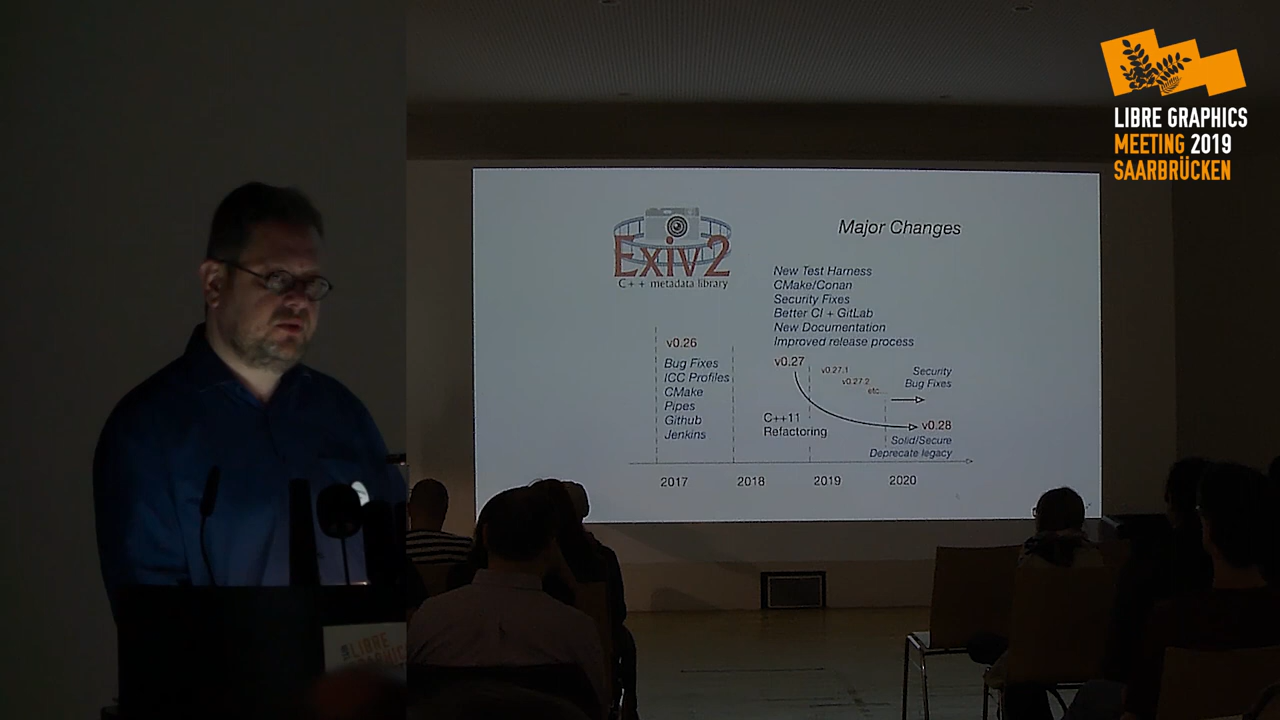 LIBRE GRAPHICS
MEETING 2019
SAARBRÜCKEN
Exiv2
C++ metadata library
Major Changes
New Test Harness
CMake/Conan
Security Fixes
Better CI + GitLab
New Documentation
Improved release process
v0.26
Bug Fixes
ICC Profiles
CMake
Pipes
Github
Jenkins
v0.27
v0.27.1
v0.27.2
etc...
Security
Bug Fixes
C++11
Refactoring
v0.28
Solid/Secure
Deprecate legacy
2017
2018
2019
2020
LIBRE
GRAPHICS